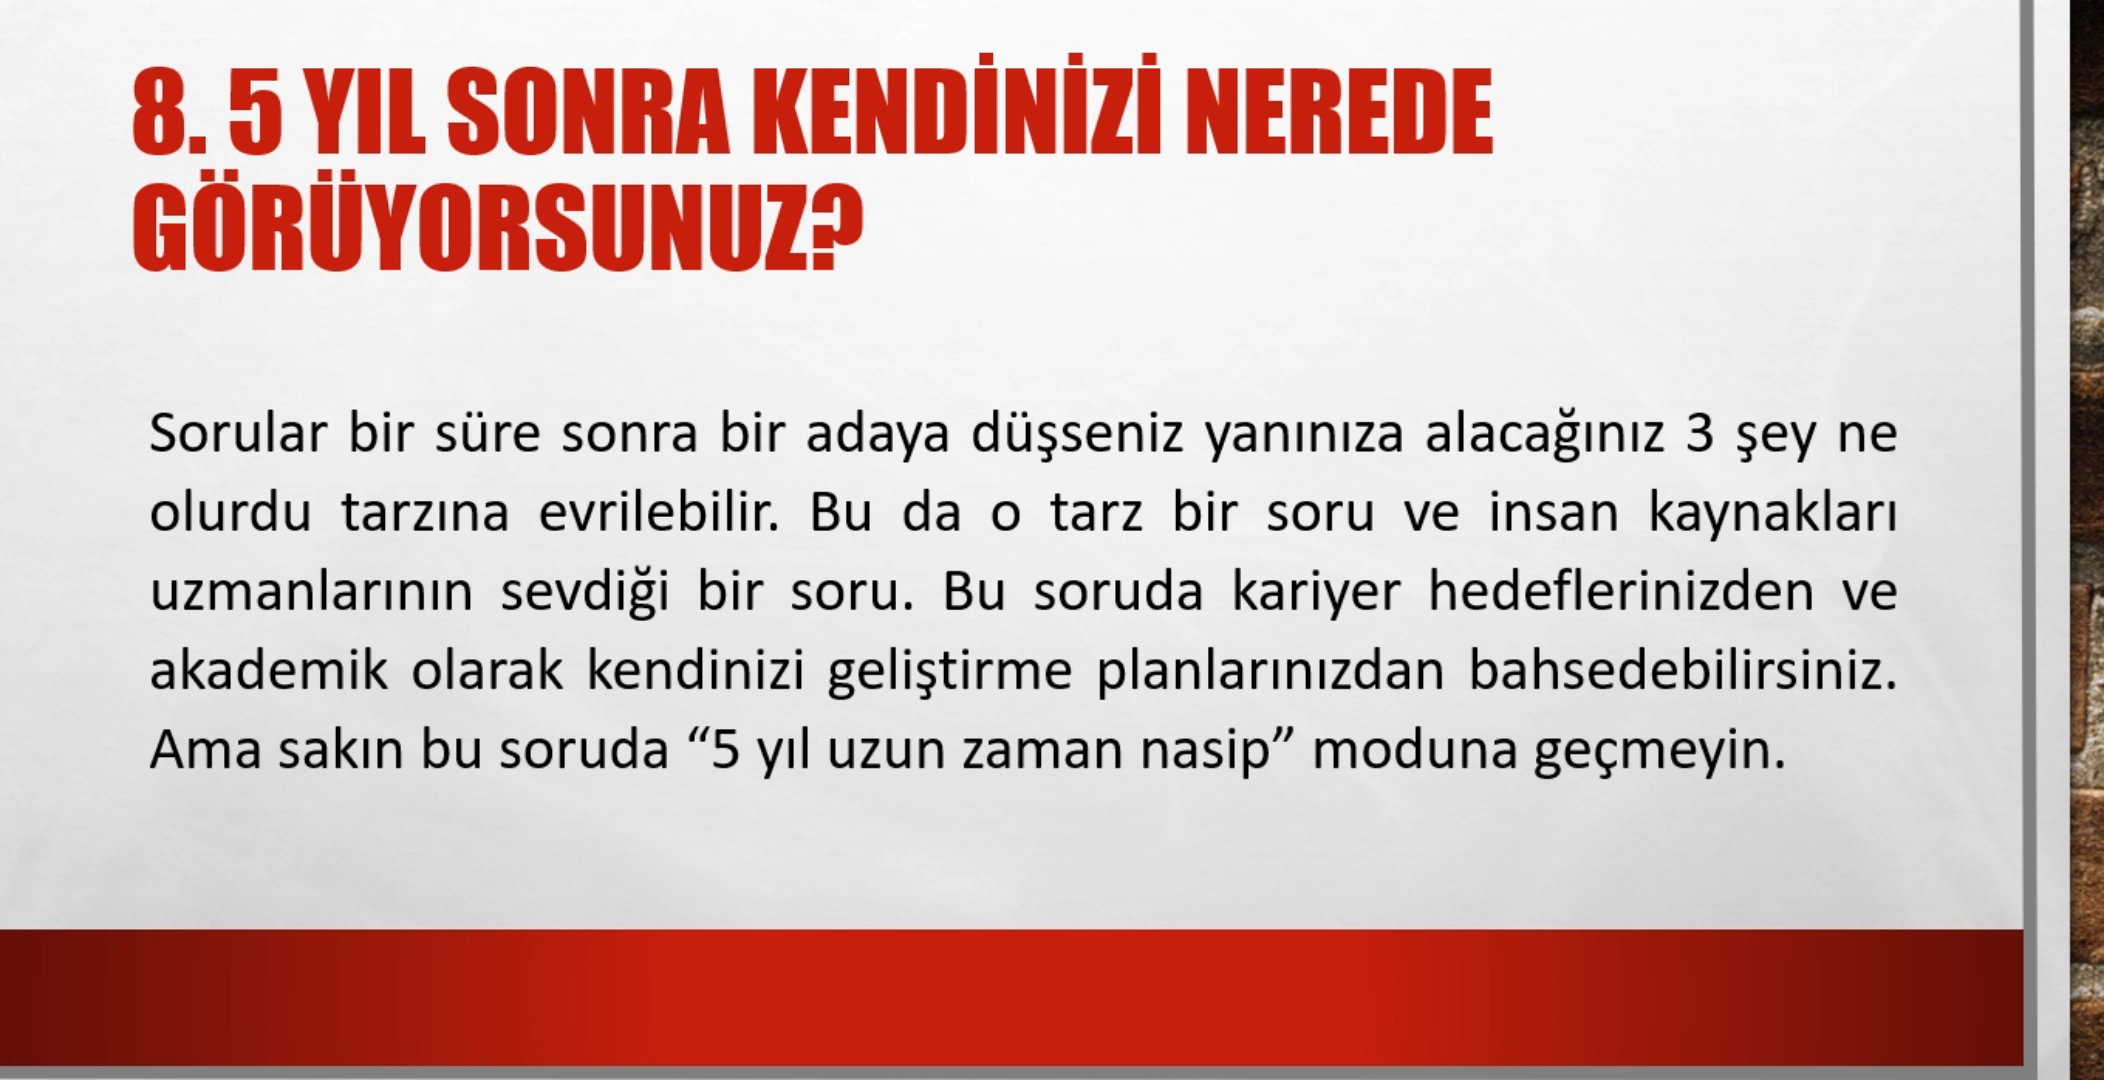 8. 5 YIL SONRA KENDİNİZİ NEREDE
GÖRÜYORSUNUZ?
Sorular bir süre sonra bir adaya düşseniz yanınıza alacağınız 3 şey ne
olurdu tarzına evrilebilir. Bu da o tarz bir soru ve insan kaynakları
uzmanlarının sevdiği bir soru. Bu soruda kariyer hedeflerinizden ve
akademik olarak kendinizi geliştirme planlarınızdan bahsedebilirsiniz.
Ama sakın bu soruda “5 yıl uzun zaman nasip” moduna geçmeyin.